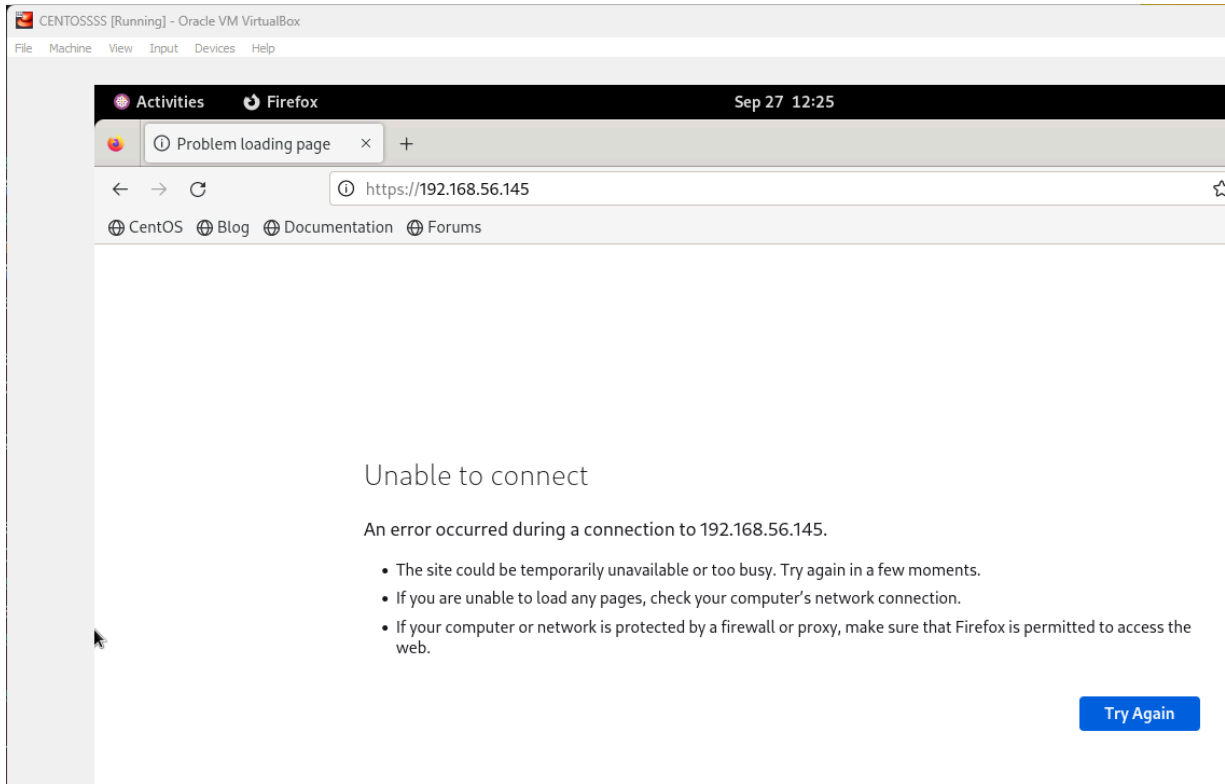 CENTOSSSS [Running] - Oracle VM VirtualBox
File Machine View Input Devices Help
Activities Firefox Sep 27 12:25
Problem loading page × +
https://192.168.56.145
CentOS Blog Documentation Forums
Unable to connect
An error occurred during a connection to 192.168.56.145.
• The site could be temporarily unavailable or too busy. Try again in a few moments.
• If you are unable to load any pages, check your computer’s network connection.
• If your computer or network is protected by a firewall or proxy, make sure that Firefox is permitted to access the
web.
Try Again